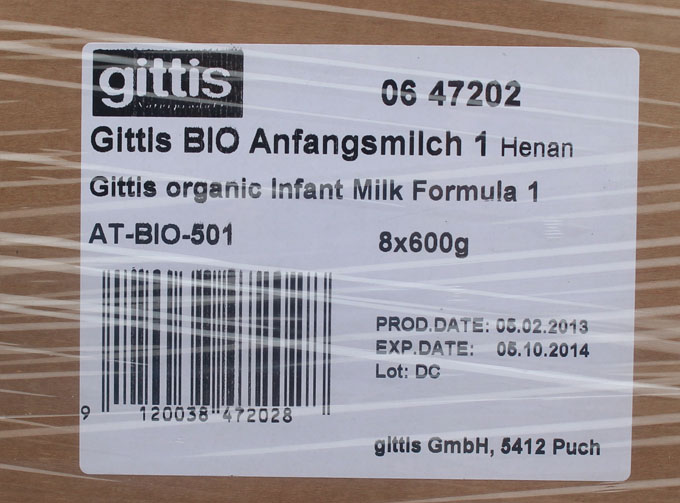 gittis
Naturprodukte
06 47202
Gittis BIO Anfangsmilch 1 Henan
Gittis organic Infant Milk Formula 1
AT-BIO-501
8x600g
PROD.DATE: 05.02.2013
EXP.DATE: 05.10.2014
Lot: DC
9 120038 472028
gittis GmbH, 5412 Puch